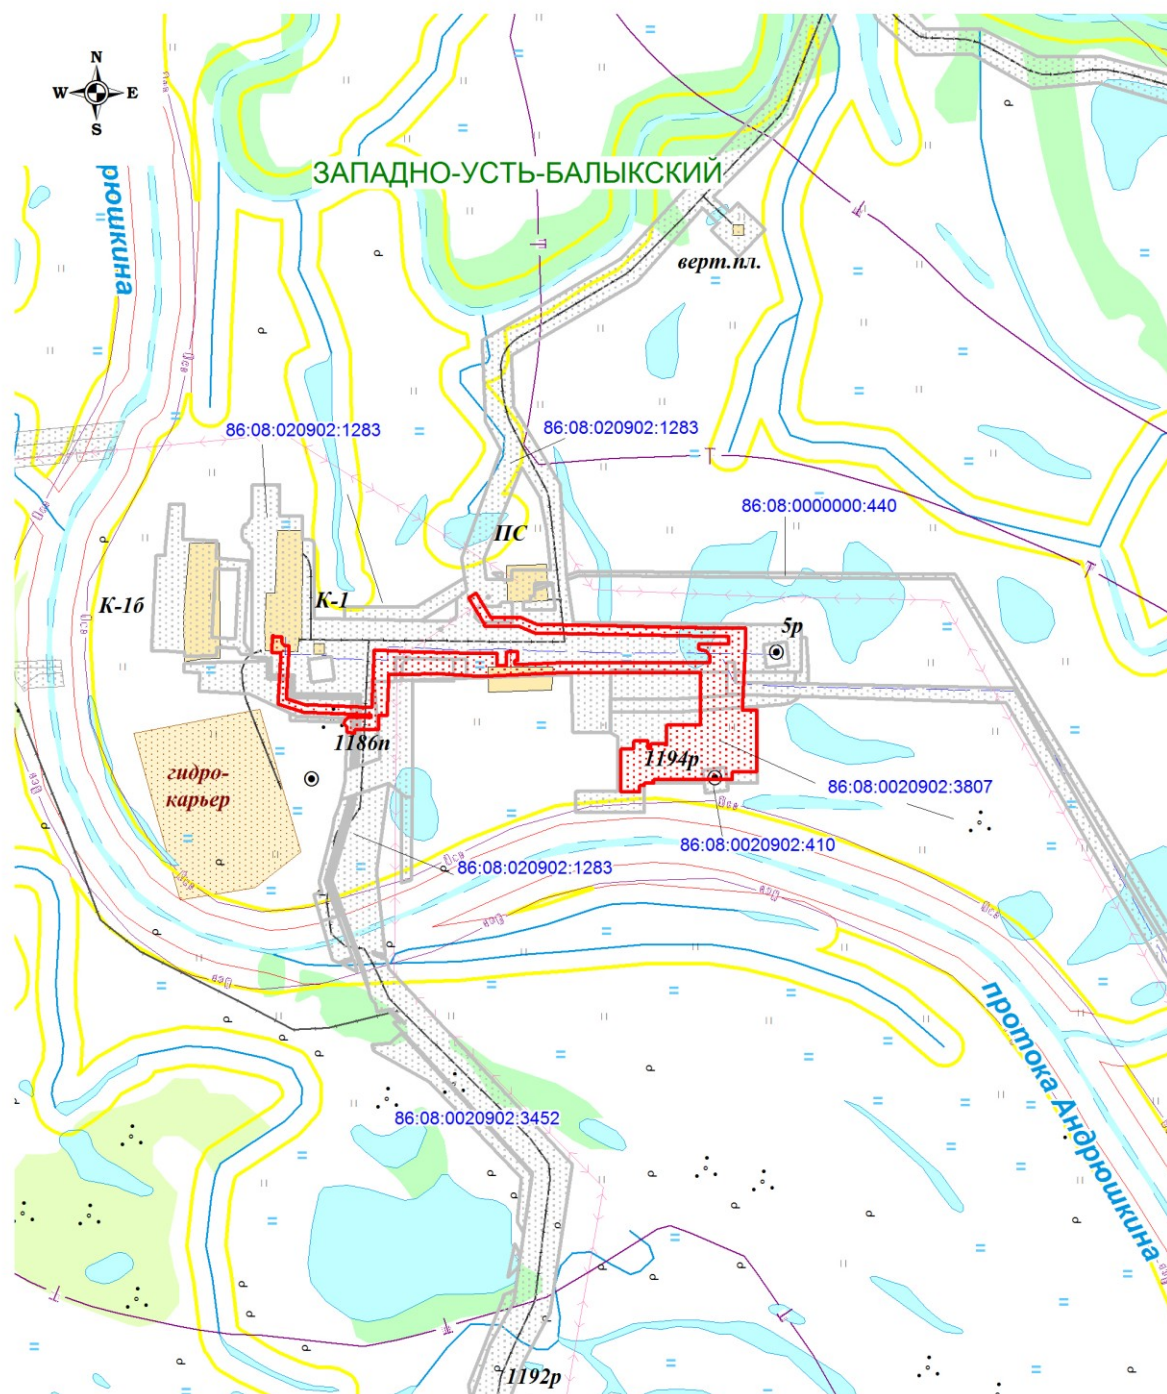 N
W E
S
рюшкина
ЗАПАДНО-УСТЬ-БАЛЫКСКИЙ
верт.пл.
86:08:020902:1283
86:08:020902:1283
86:08:0000000:440
ПС
К-1б
К-1
5р
1186п
1194р
гидро-
карьер
86:08:0020902:3807
86:08:0020902:410
86:08:020902:1283
протока Андрюшкина
86:08:0020902:3452
1192р